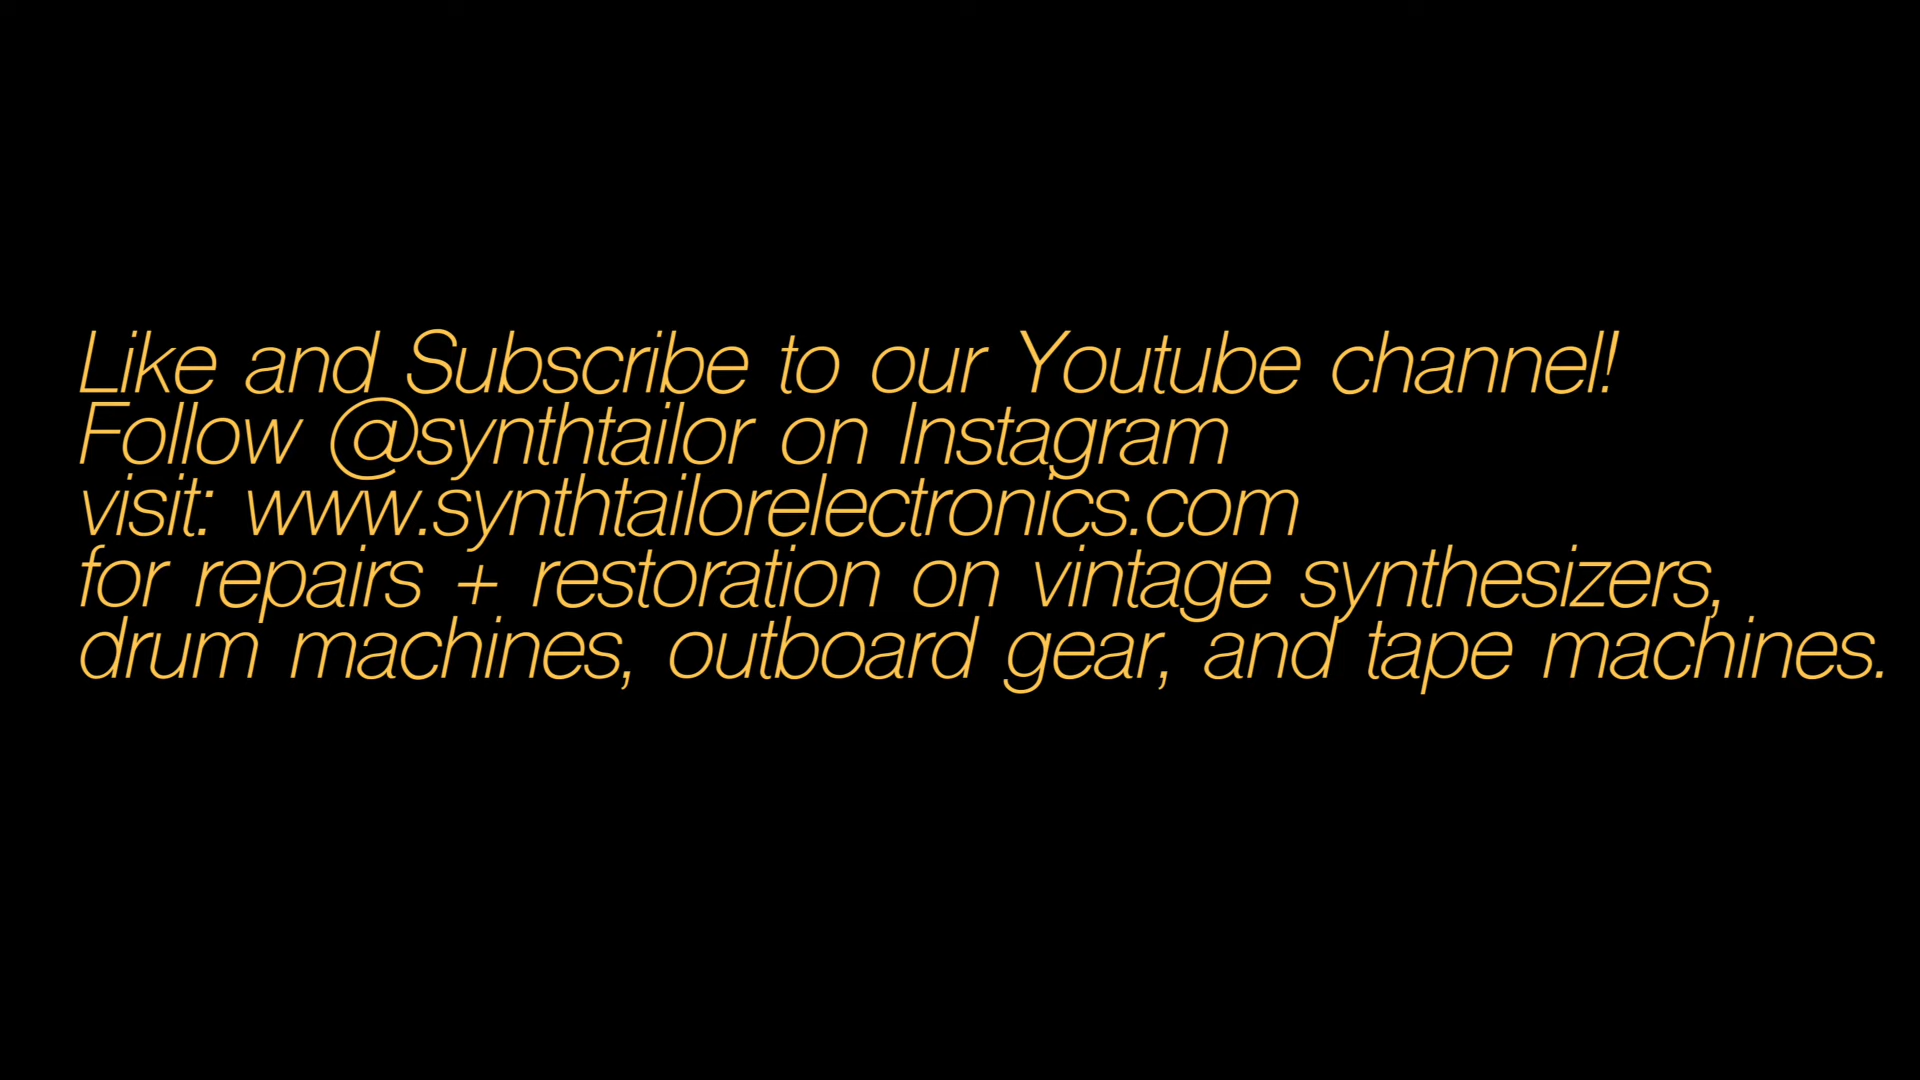 Like and Subscribe to our Youtube channel!
Follow @synthtailor on Instagram
visit: www.synthtailorelectronics.com
for repairs + restoration on vintage synthesizers,
drum machines, outboard gear, and tape machines.